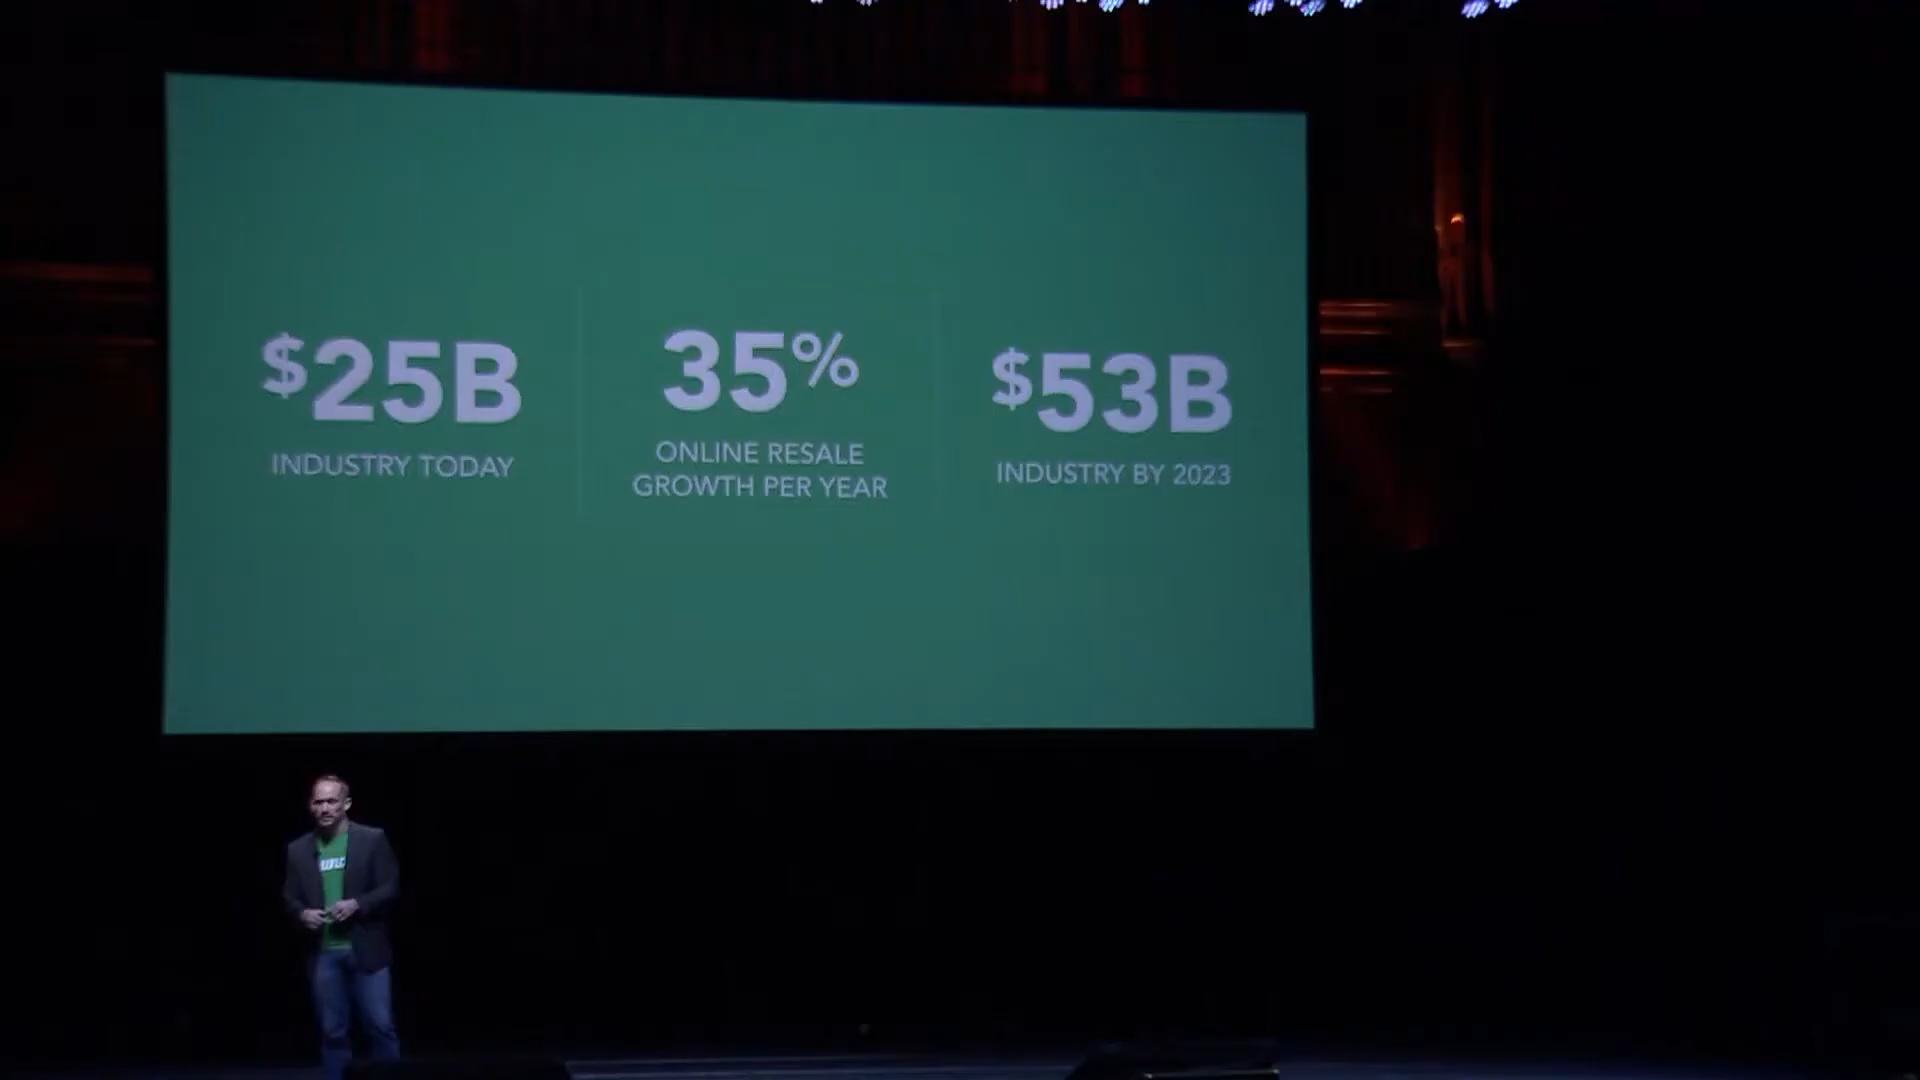 $25B
INDUSTRY TODAY
35%
ONLINE RESALE
GROWTH PER YEAR
$53B
INDUSTRY BY 2023